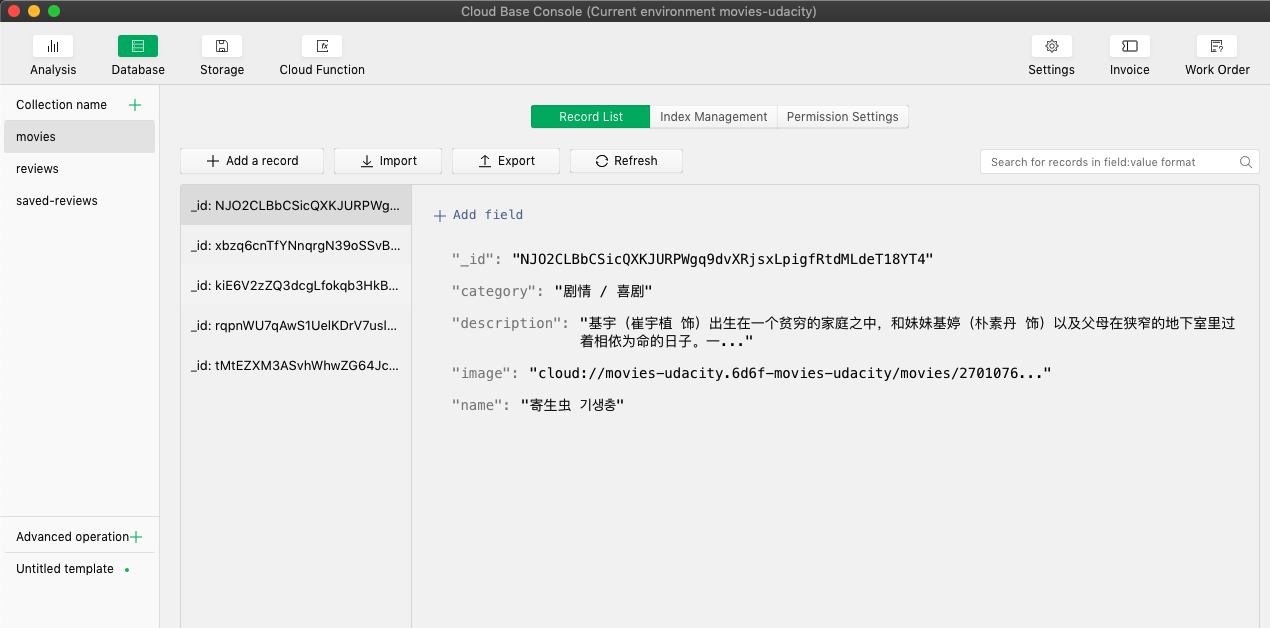 Cloud Base Console (Current environment movies-udacity)
Analysis
Database
Storage
Cloud Function
Settings
Invoice
Work Order
Collection name
movies
reviews
saved-reviews
Advanced operation
Untitled template
Record List
Index Management
Permission Settings
Add a record
Import
Export
Refresh
Search for records in field:value format
_id: NJO2CLBbCSicQXKJURPWg...
_id: xbzq6cnTfYNnqrgN39oSSvB...
_id: kiE6V2zZQ3dcgLfokqb3HkB...
_id: rqpnWU7qAwS1UelKDrV7usI...
_id: tMtEZXM3ASvhWhwZG64Jc...
+ Add field
"_id": "NJO2CLBbCSicQXKJURPWgq9dvXRjsxLpigfRtdMLdeT18YT4"
"category": "剧情 / 喜剧"
"description": "基宇（崔宇植 饰）出生在一个贫穷的家庭之中，和妹妹基婷（朴素丹 饰）以及父母在狭窄的地下室里过
着相依为命的日子。一..."
"image": "cloud://movies-udacity.6d6f-movies-udacity/movies/2701076..."
"name": "寄生虫 기생충"